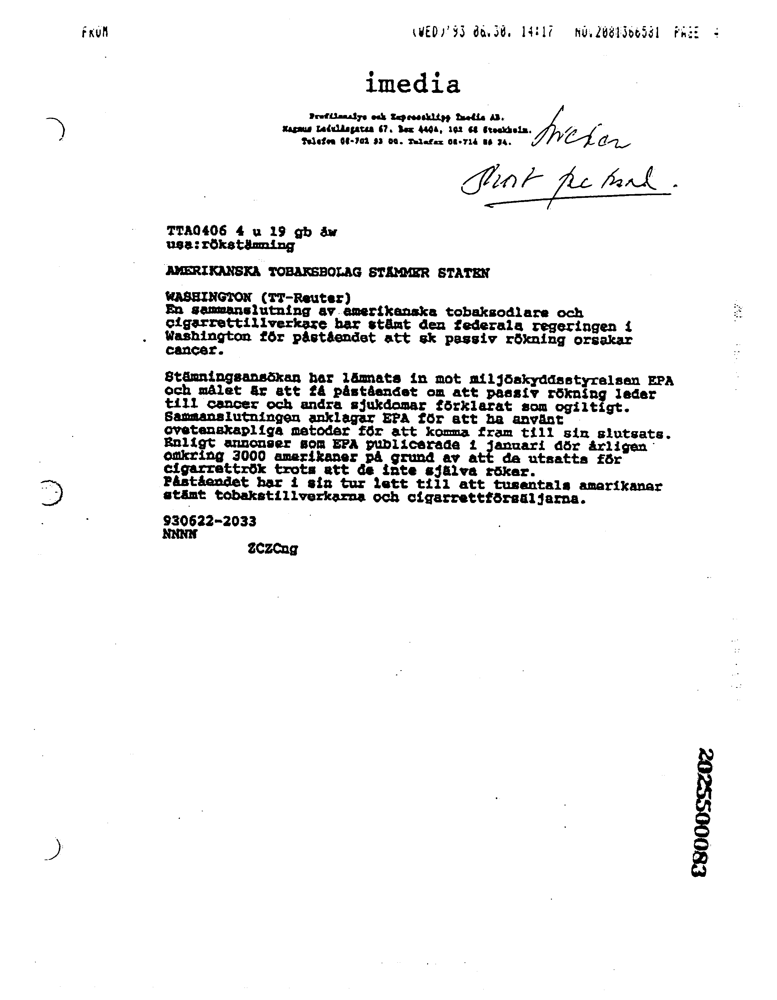 FROM (WED)'93 06.30. 14:17 NO.2081366531 PAGE 4
imedia
Profilanalys och Expressklipp Imedia AB.
Magnus Ladulåsgatan 67. Box 4404, 102 68 Stockholm.
Telefon 08-702 93 00. Telefax 08-714 86 34.
Short
TTA0406 4 u 19 gb åw
usa:rökstämning
AMERIKANSKA TOBAKSBOLAG STÄMMER STATEN
WASHINGTON (TT-Reuter)
En sammanslutning av amerikanska tobaksodlare och
cigarrettillverkare har stämt den federala regeringen i
Washington för påståendet att sk passiv rökning orsakar
cancer.
Stämningsansökan har lämnats in mot miljöskyddsstyrelsen EPA
och målet är att få påståendet om att passiv rökning leder
till cancer och andra sjukdomar förklarat som ogiltigt.
Sammanslutningen anklagar EPA för att ha använt
ovetenskapliga metoder för att komma fram till sin slutsats.
Enligt annonser som EPA publicerade i januari dör årligen
omkring 3000 amerikaner på grund av att de utsatts för
cigarrettrök trots att de inte själva röker.
Påståendet har i sin tur lett till att tusentals amerikaner
stämt tobakstillverkarna och cigarrettförsäljarna.
930622-2033
NNNN
ZCZCng
2025500083